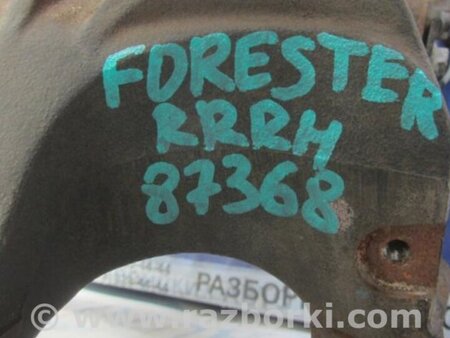 FORESTER
RRRH
87368
РАЗБОР
www.razborki.com